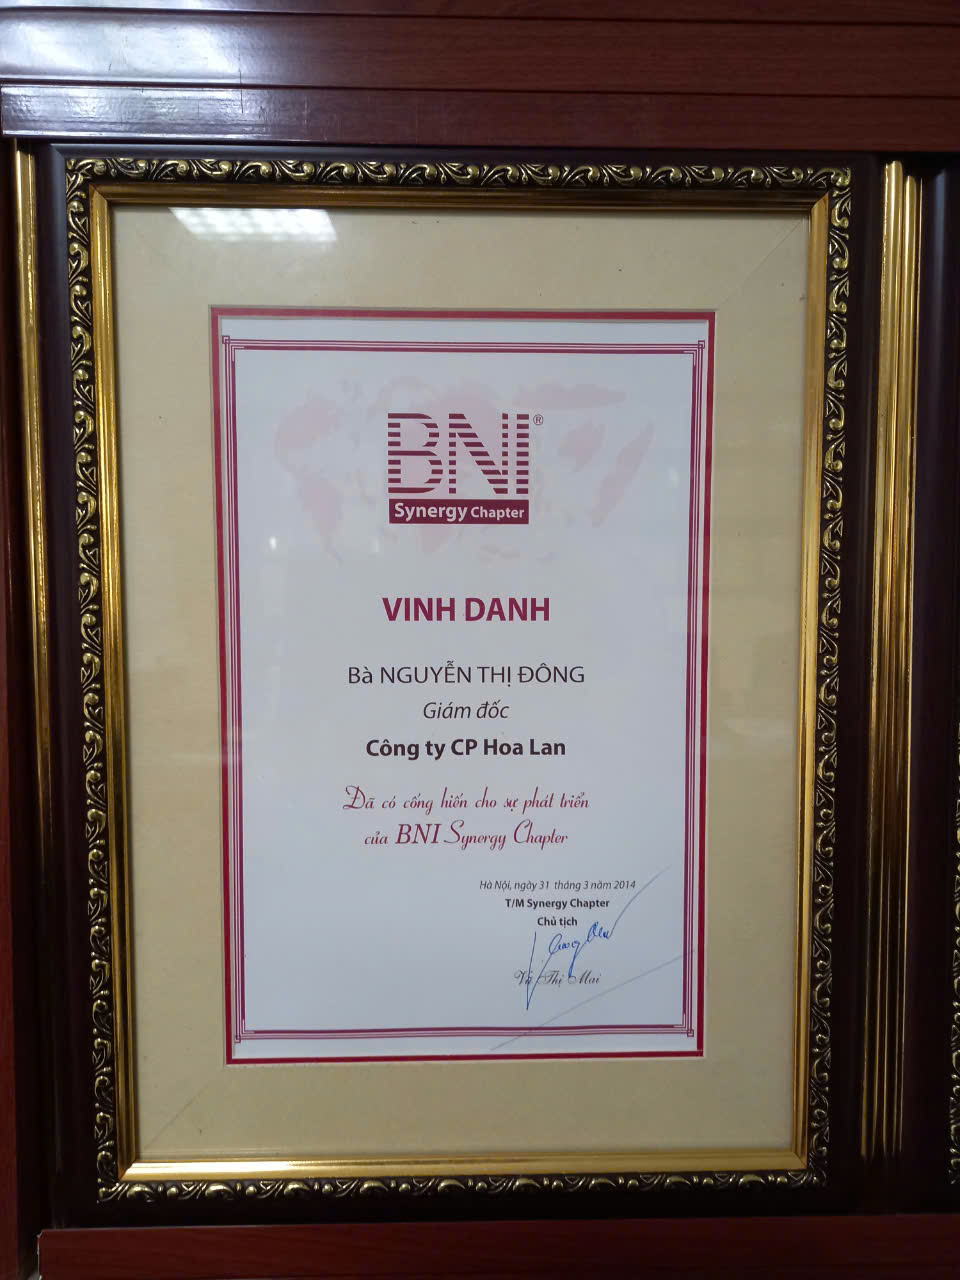 BNI®
Synergy Chapter
VINH DANH
Bà NGUYỄN THỊ ĐÔNG
Giám đốc
Công ty CP Hoa Lan
Đã có cống hiến cho sự phát triển
của BNI Synergy Chapter
Hà Nội, ngày 31 tháng 3 năm 2014
T/M Synergy Chapter
Chủ tịch
Vũ Thị Mai